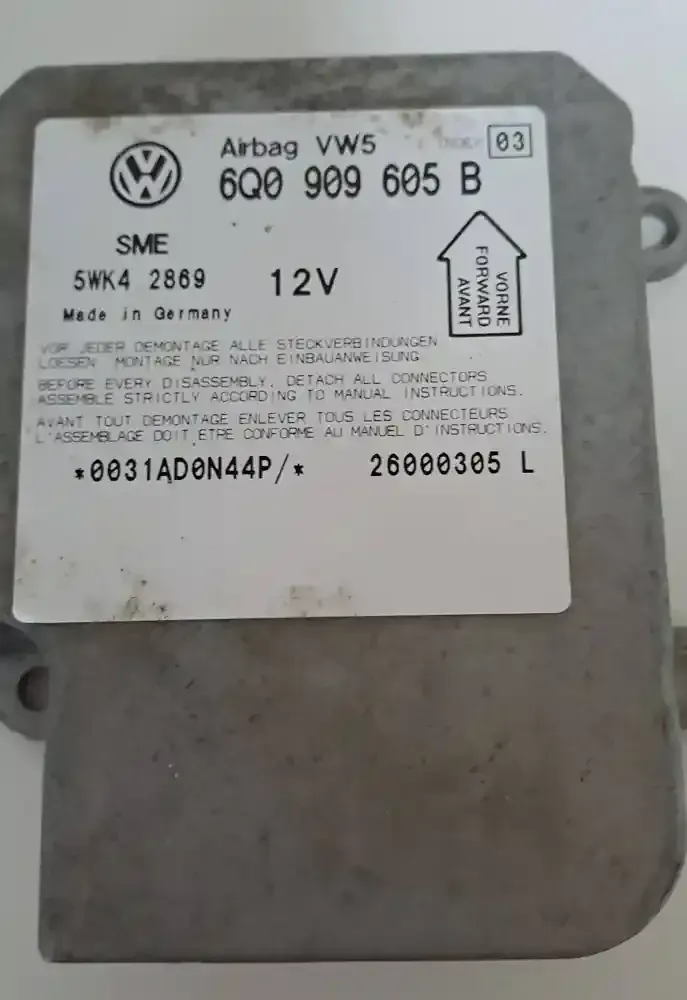 Airbag VW5 INDEX 03
6Q0 909 605 B
SME
5WK4 2869 12V
Made in Germany
VORNE
FORWARD
AVANT
VOR JEDER DEMONTAGE ALLE STECKVERBINDUNGEN
LOESEN. MONTAGE NUR NACH EINBAUANWEISUNG
BEFORE EVERY DISASSEMBLY, DETACH ALL CONNECTORS
ASSEMBLE STRICTLY ACCORDING TO MANUAL INSTRUCTIONS.
AVANT TOUT DEMONTAGE ENLEVER TOUS LES CONNECTEURS
L'ASSEMBLAGE DOIT ETRE CONFORME AU MANUEL D'INSTRUCTIONS.
*0031AD0N44P/* 26000305 L